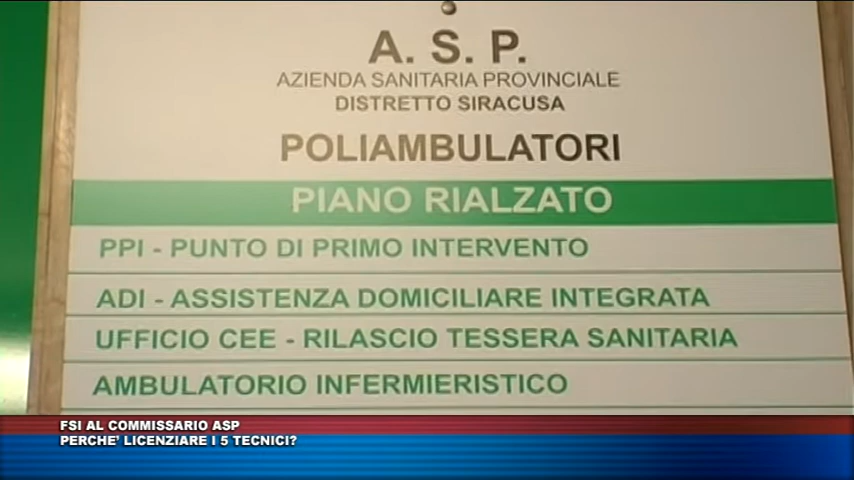 A. S. P.
AZIENDA SANITARIA PROVINCIALE
DISTRETTO SIRACUSA
POLIAMBULATORI
PIANO RIALZATO
PPI - PUNTO DI PRIMO INTERVENTO
ADI - ASSISTENZA DOMICILIARE INTEGRATA
UFFICIO CEE - RILASCIO TESSERA SANITARIA
AMBULATORIO INFERMIERISTICO
FSI AL COMMISSARIO ASP
PERCHE' LICENZIARE I 5 TECNICI?